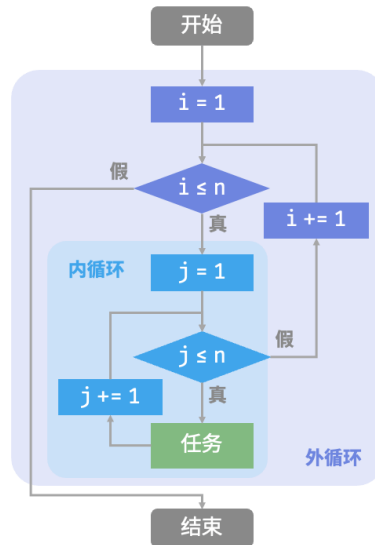 开始
i = 1
假
i ≤ n
真
i += 1
内循环
j = 1
j ≤ n
假
真
j += 1
任务
外循环
结束